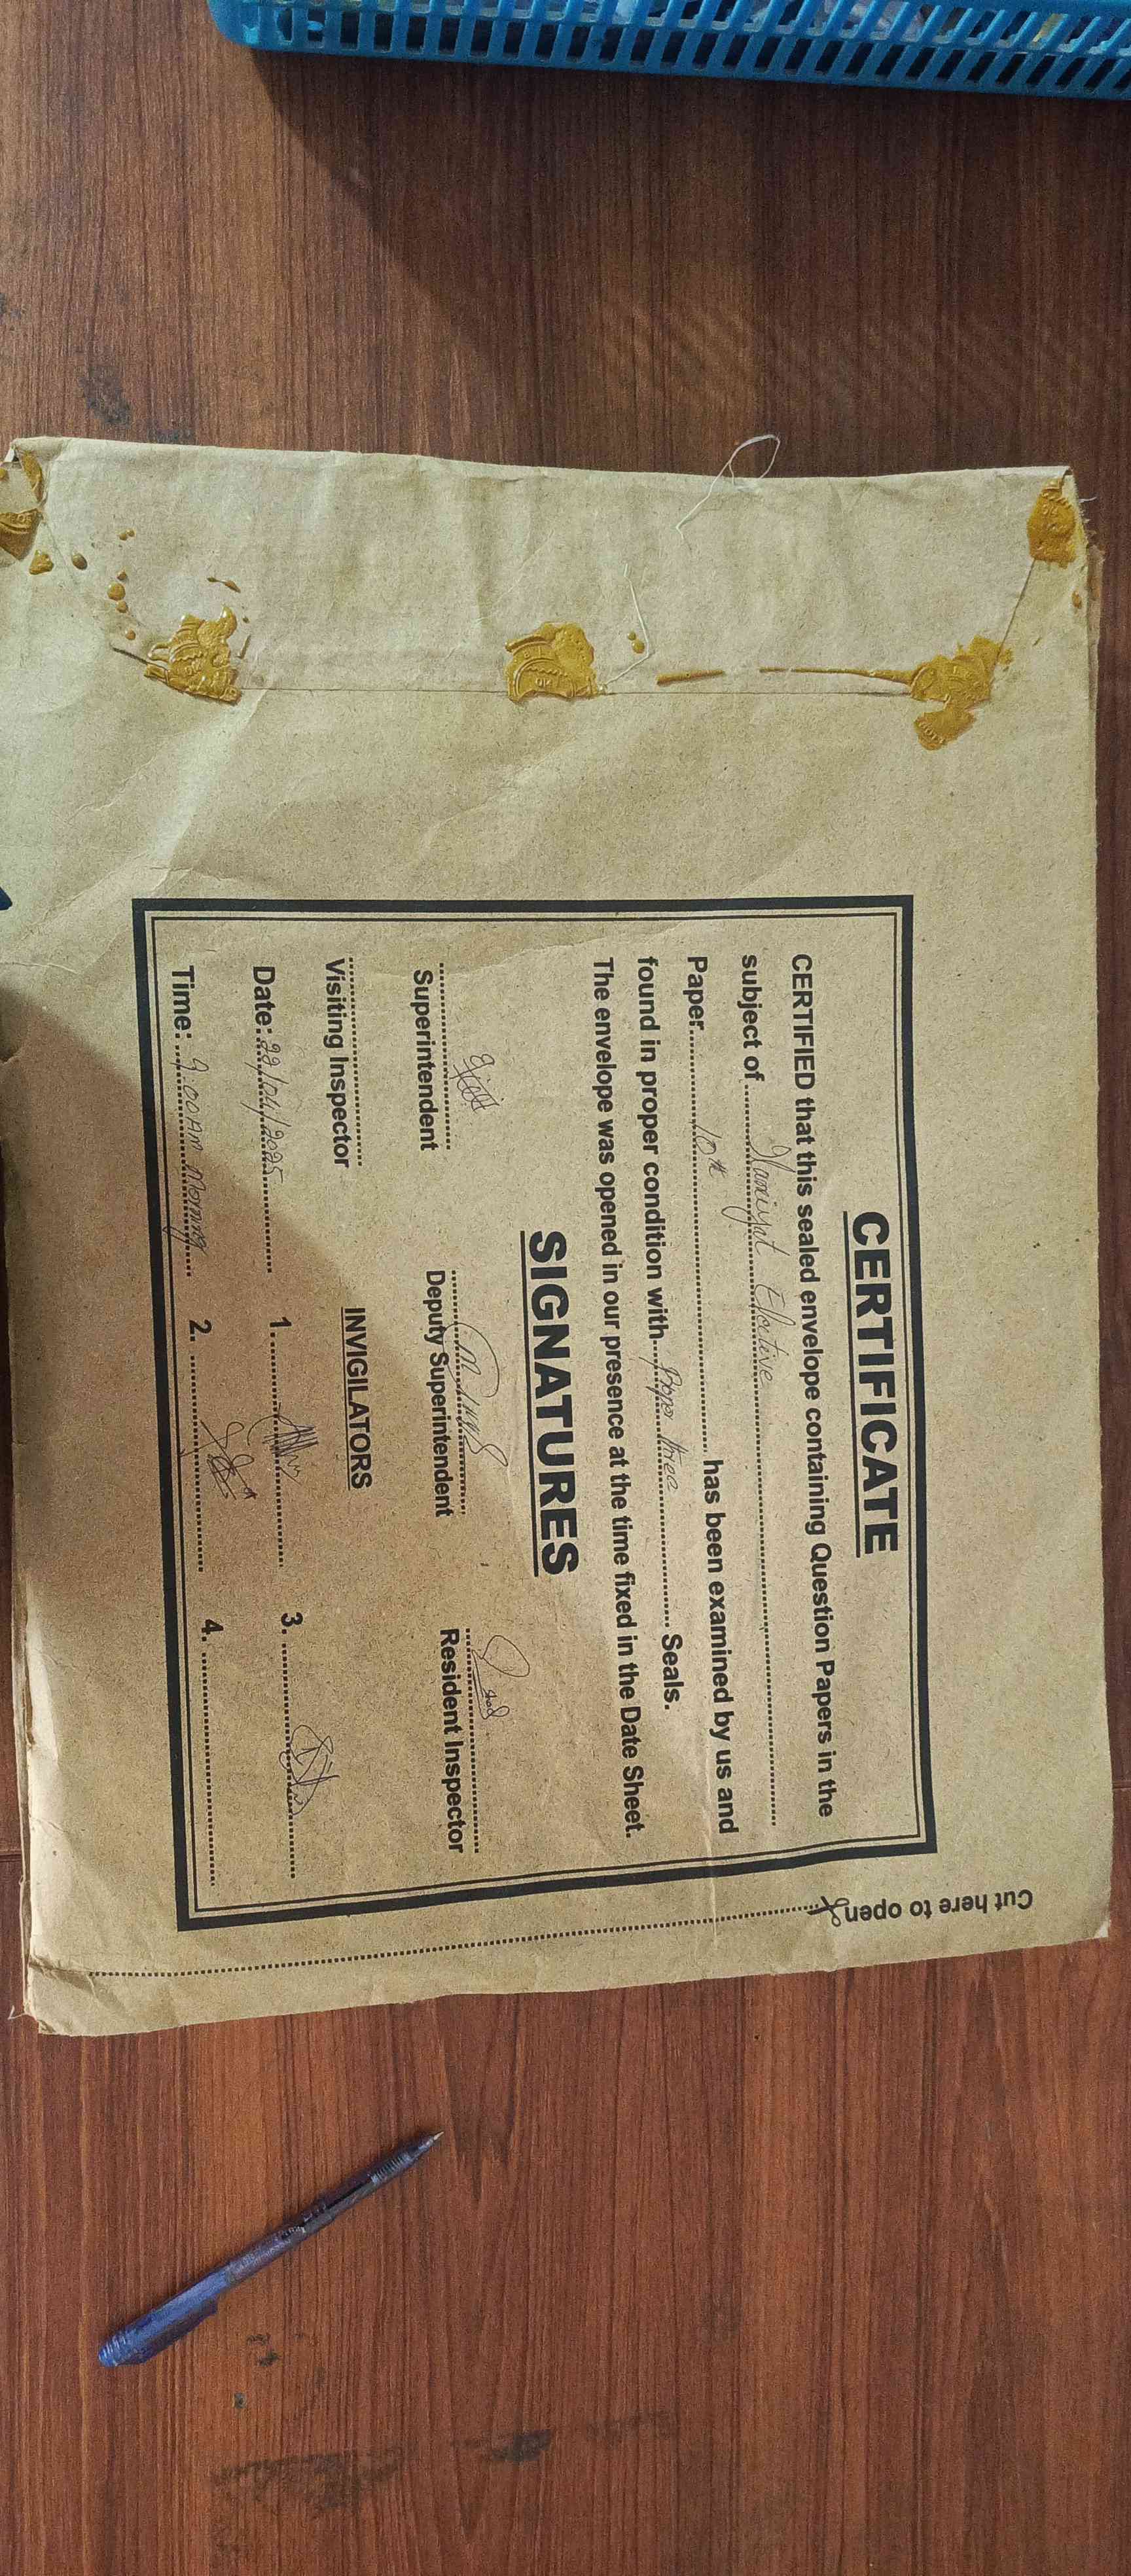 CERTIFICATE
CERTIFIED that this sealed envelope containing Question Papers in the
subject of ........................ Elective ........................
Paper............ 10th ........................ has been examined by us and
found in proper condition with.... three ............ Seals.
The envelope was opened in our presence at the time fixed in the Date Sheet.
SIGNATURES
Superintendent Deputy Superintendent Resident Inspector
Visiting Inspector INVIGILATORS
Date: 22/04/2025 1. 3.
Time: 9:00 AM Morning 2. 4.
Cut here to open